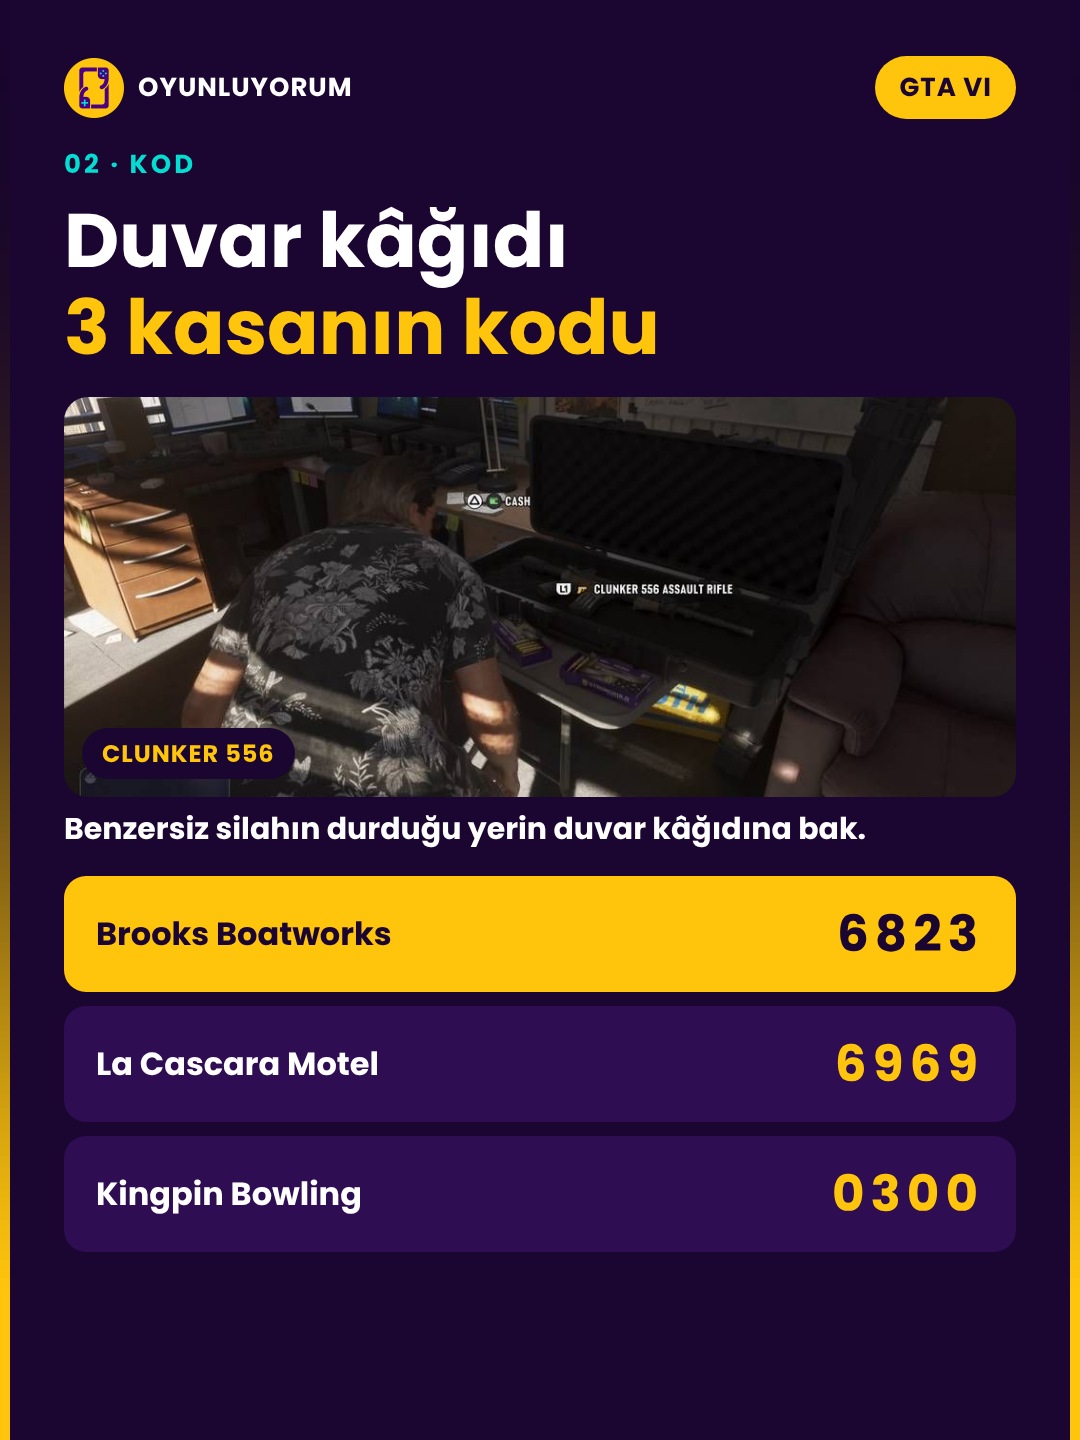 OYUNLUYORUM
GTA VI
02 · KOD
Duvar kâğıdı
3 kasanın kodu
CASH
L1 CLUNKER 556 ASSAULT RIFLE
CLUNKER 556
Benzersiz silahın durduğu yerin duvar kâğıdına bak.
Brooks Boatworks 6823
La Cascara Motel 6969
Kingpin Bowling 0300